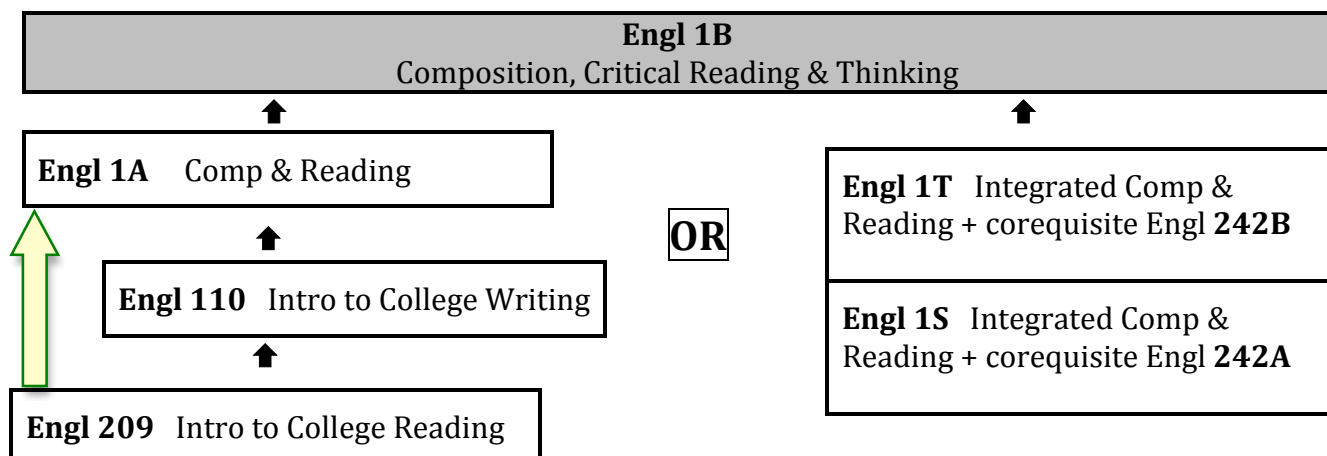 Engl 1B
Composition, Critical Reading & Thinking
Engl 1A Comp & Reading
Engl 110 Intro to College Writing
Engl 209 Intro to College Reading
OR
Engl 1T Integrated Comp &
Reading + corequisite Engl 242B
Engl 1S Integrated Comp &
Reading + corequisite Engl 242A